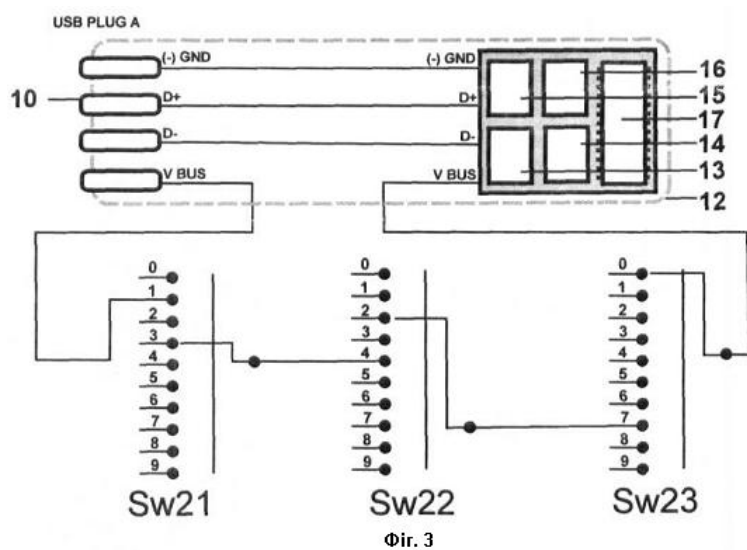 USB PLUG A
(-) GND (-) GND
10 D+ D+
D- D-
V BUS V BUS
16
15
17
14
13
12
0 0 0
1 1 1
2 2 2
3 3 3
4 4 4
5 5 5
6 6 6
7 7 7
8 8 8
9 9 9
Sw21 Sw22 Sw23
Фіг. 3